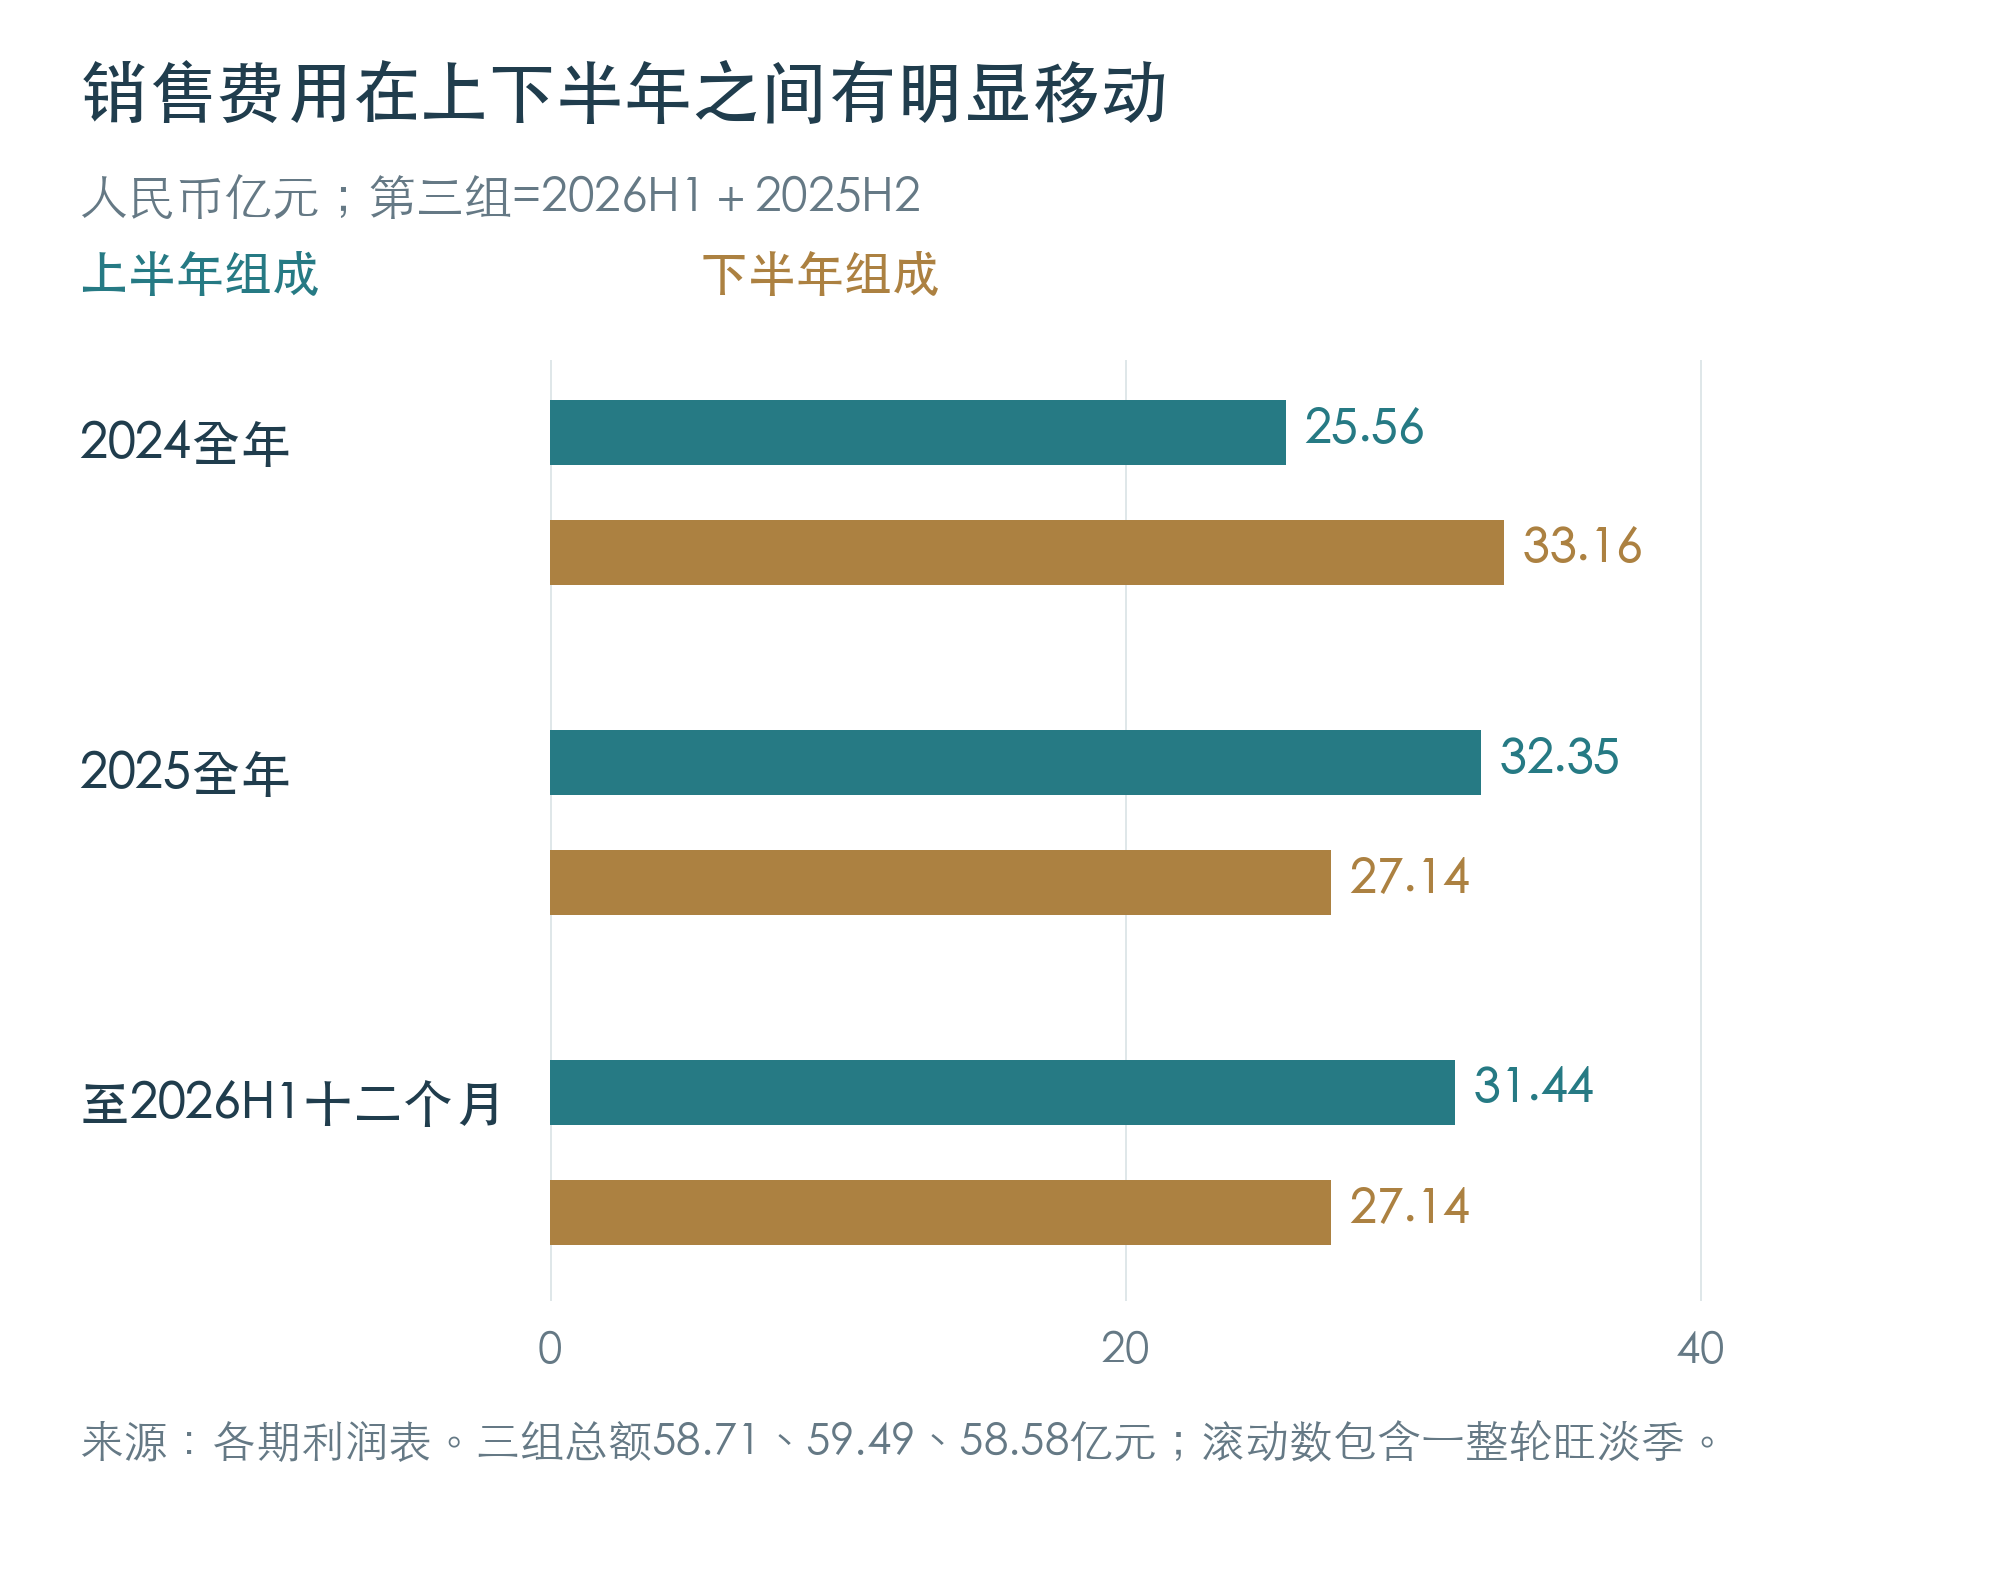 销售费用在上下半年之间有明显移动
人民币亿元；第三组=2026H1 + 2025H2
上半年组成 下半年组成
2024全年
25.56
33.16
2025全年
32.35
27.14
至2026H1十二个月
31.44
27.14
0 20 40
来源：各期利润表。三组总额58.71、59.49、58.58亿元；滚动数包含一整轮旺淡季。